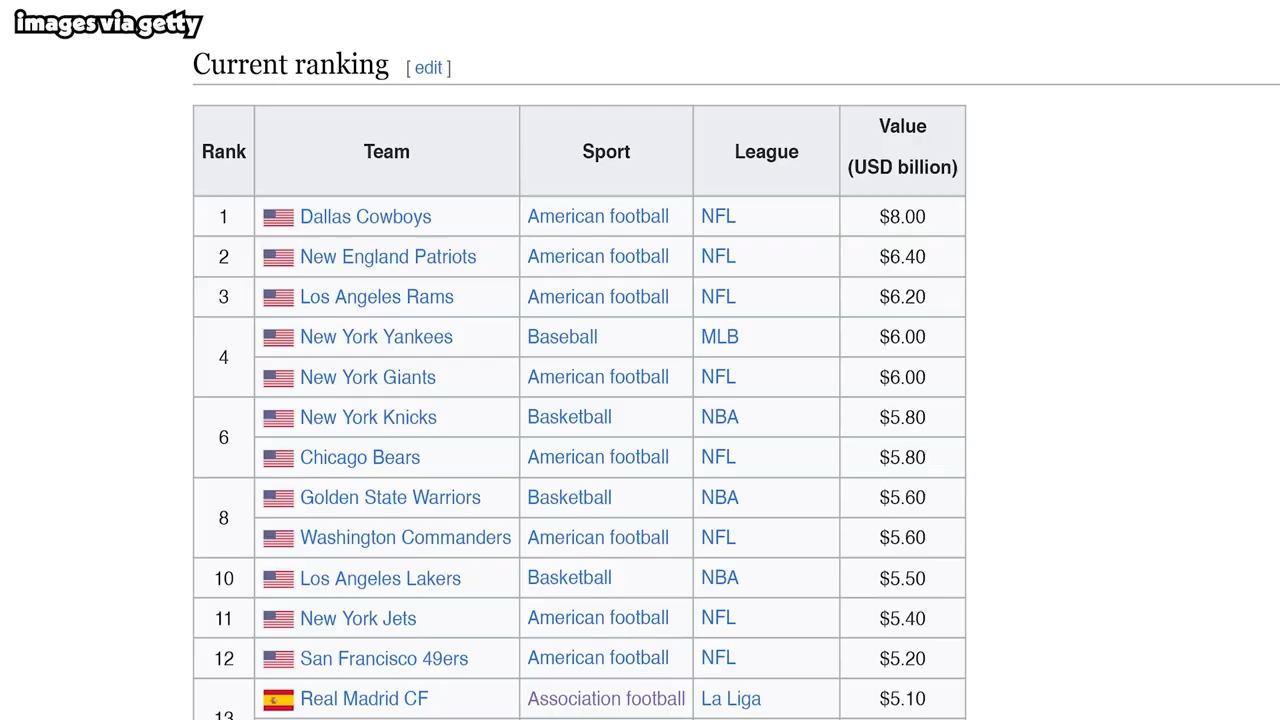 images via getty
Current ranking [ edit ]
Rank Team Sport League Value (USD billion)
1 Dallas Cowboys American football NFL $8.00
2 New England Patriots American football NFL $6.40
3 Los Angeles Rams American football NFL $6.20
4 New York Yankees Baseball MLB $6.00
New York Giants American football NFL $6.00
6 New York Knicks Basketball NBA $5.80
Chicago Bears American football NFL $5.80
8 Golden State Warriors Basketball NBA $5.60
Washington Commanders American football NFL $5.60
10 Los Angeles Lakers Basketball NBA $5.50
11 New York Jets American football NFL $5.40
12 San Francisco 49ers American football NFL $5.20
13 Real Madrid CF Association football La Liga $5.10